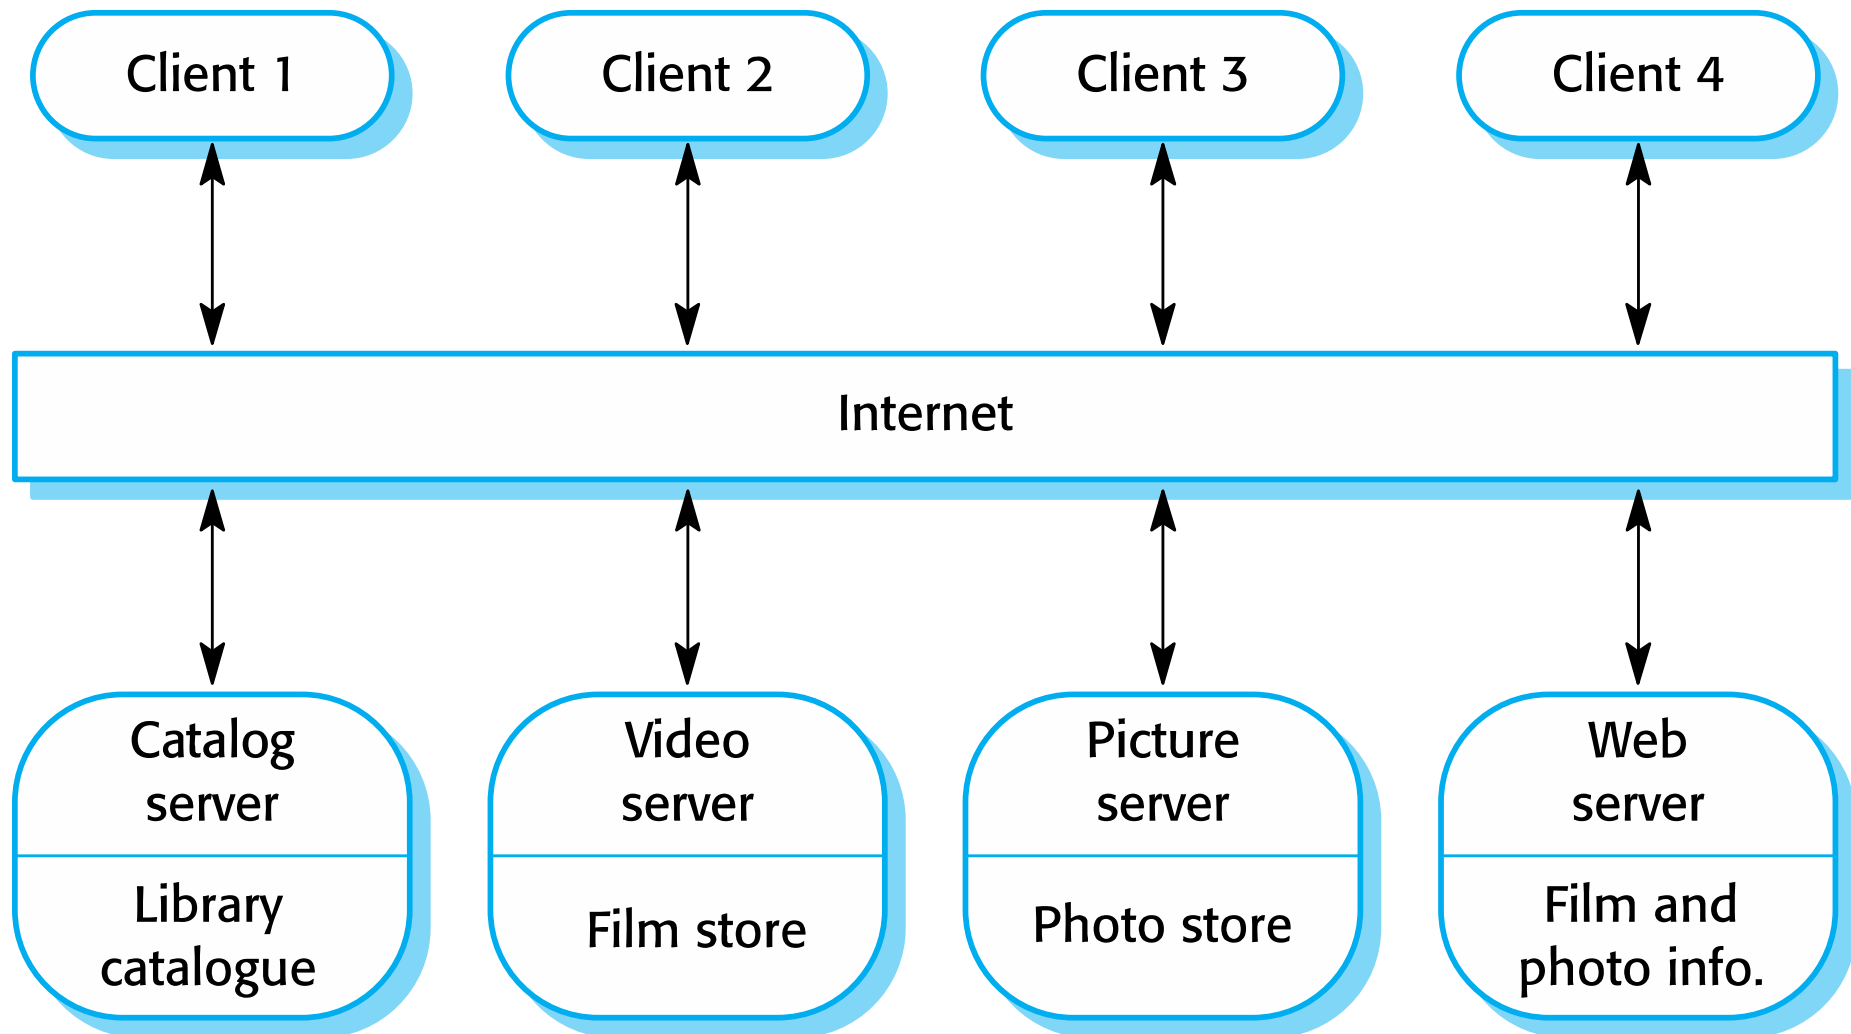 Client 1
Client 2
Client 3
Client 4
Internet
Catalog
server
Library
catalogue
Video
server
Film store
Picture
server
Photo store
Web
server
Film and
photo info.